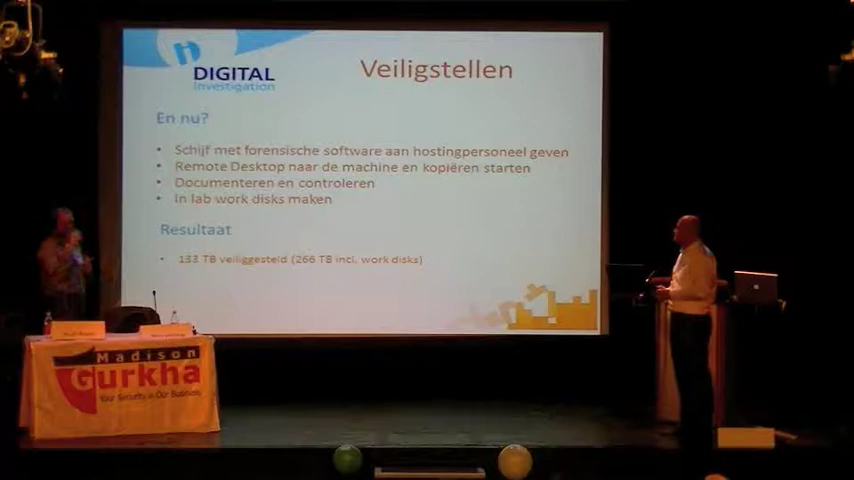 DIGITAL
investigation
Veiligstellen
En nu?
• Schijf met forensische software aan hostingpersoneel geven
• Remote Desktop naar de machine en kopiëren starten
• Documenteren en controleren
• In lab work disks maken
Resultaat
• 133 TB veiliggesteld (266 TB incl. work disks)
Madison
Gurkha
Your Security is Our Business